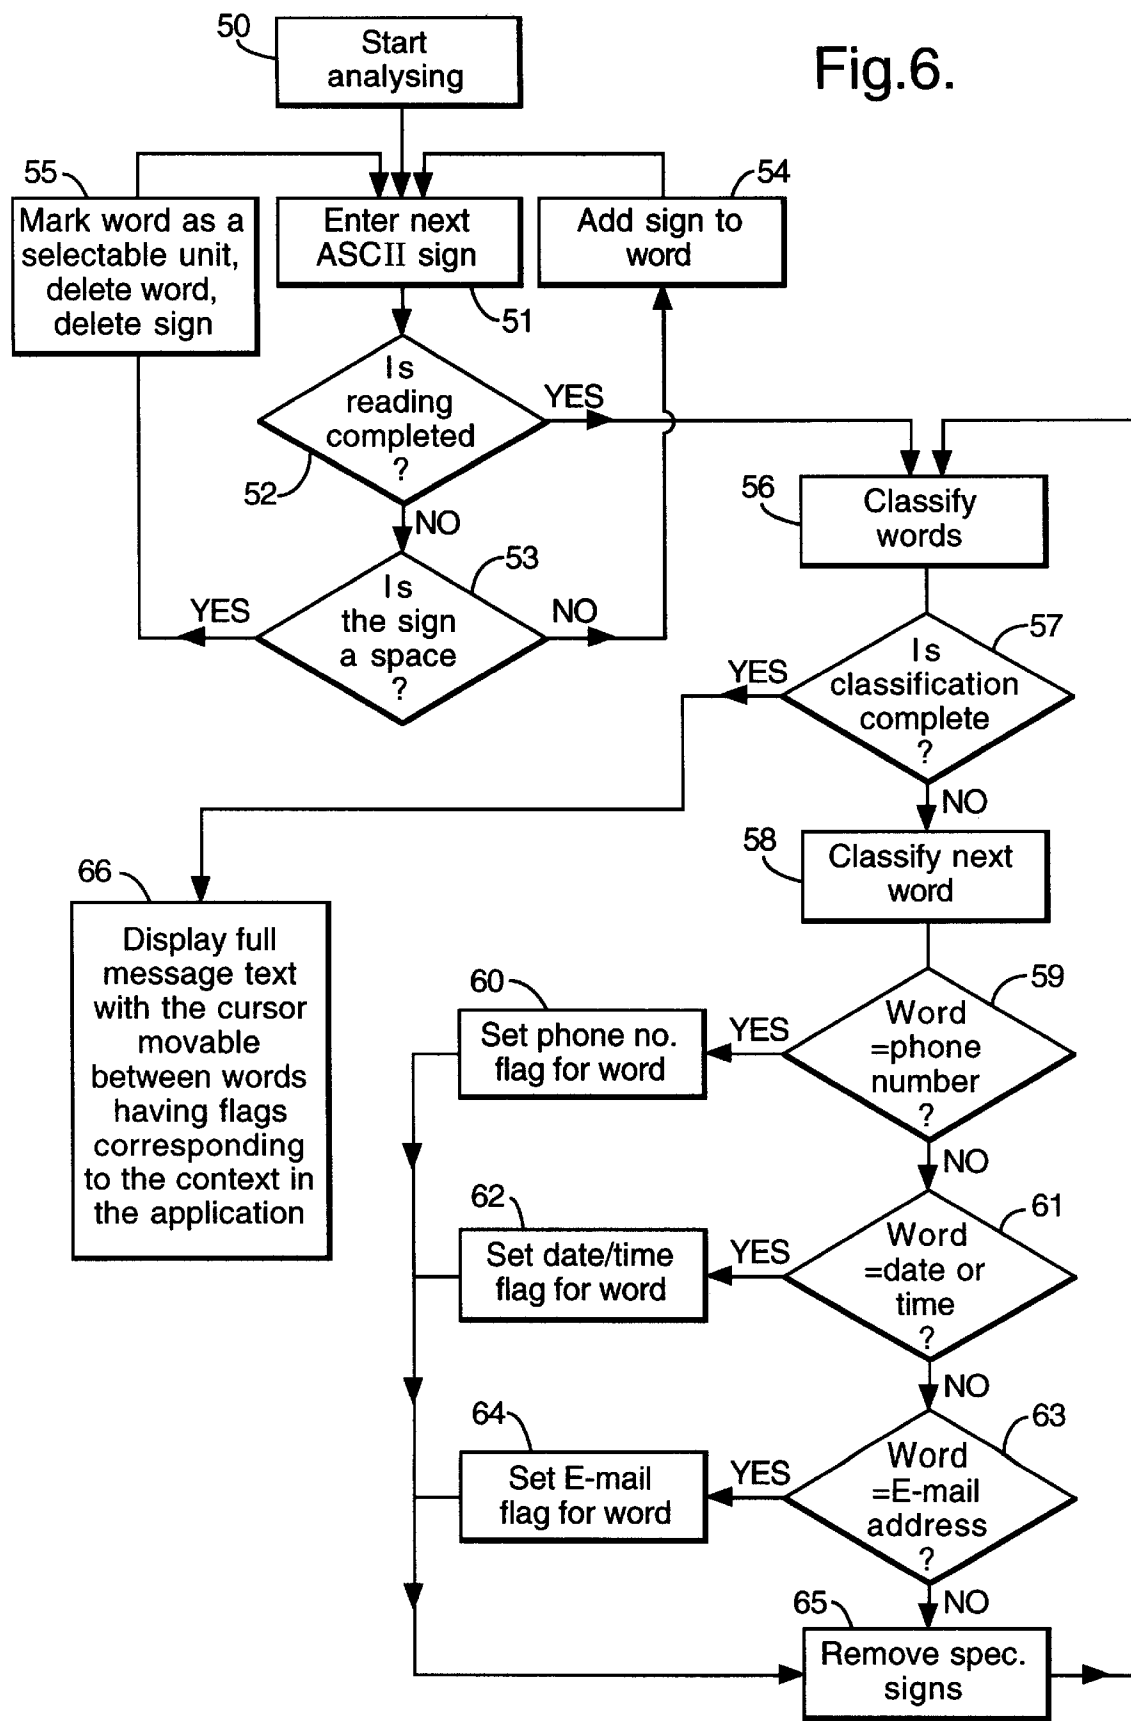 Fig.6.
50
Start
analysing
55
Mark word as a
selectable unit,
delete word,
delete sign
Enter next
ASCII sign
51
54
Add sign to
word
Is
reading
completed
?
52
YES
NO
Is
the sign
a space
?
53
YES
NO
56
Classify
words
57
Is
classification
complete
?
YES
NO
58
Classify next
word
66
Display full
message text
with the cursor
movable
between words
having flags
corresponding
to the context in
the application
59
Word
=phone
number
?
YES
60
Set phone no.
flag for word
NO
61
Word
=date or
time
?
YES
62
Set date/time
flag for word
NO
63
Word
=E-mail
address
?
YES
64
Set E-mail
flag for word
NO
65
Remove spec.
signs